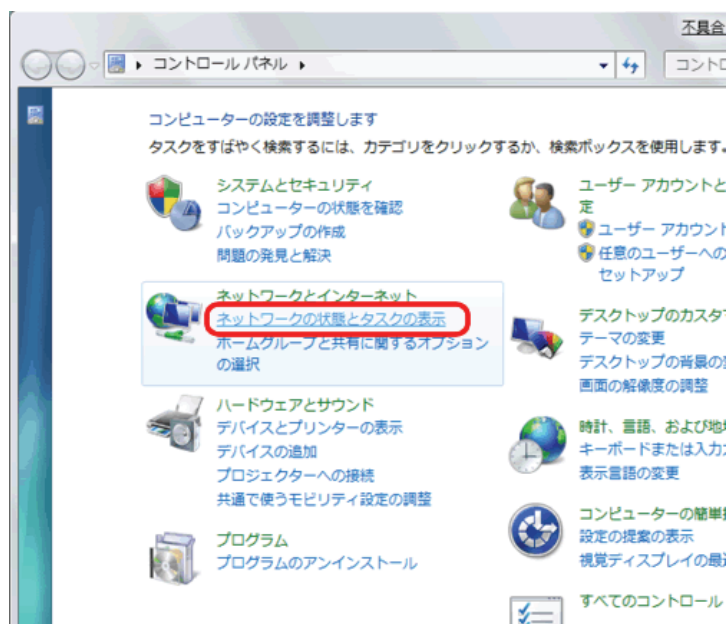 不具合
コントロール パネル
コントロ
コンピューターの設定を調整します
タスクをすばやく検索するには、カテゴリをクリックするか、検索ボックスを使用します。
システムとセキュリティ
コンピューターの状態を確認
バックアップの作成
問題の発見と解決
ネットワークとインターネット
ネットワークの状態とタスクの表示
ホームグループと共有に関するオプション
の選択
ハードウェアとサウンド
デバイスとプリンターの表示
デバイスの追加
プロジェクターへの接続
共通で使うモビリティ設定の調整
プログラム
プログラムのアンインストール
ユーザー アカウントと
定
ユーザー アカウント
任意のユーザーへの
セットアップ
デスクトップのカスタ
テーマの変更
デスクトップの背景の
画面の解像度の調整
時計、言語、および地
キーボードまたは入力
表示言語の変更
コンピューターの簡単
設定の提案の表示
視覚ディスプレイの最
すべてのコントロール